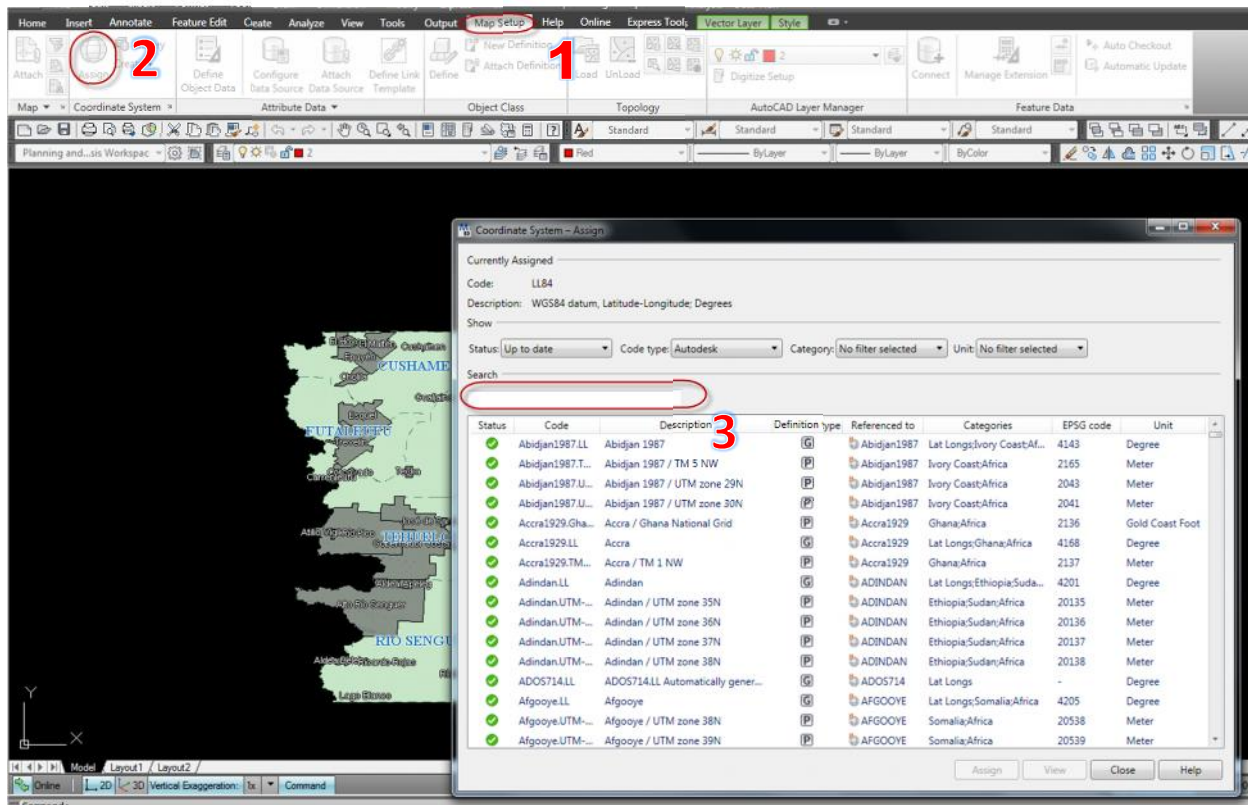 Home Insert Annotate Feature Edit Create Analyze View Tools Output Map Setup Help Online Express Tools Vector Layer Style
2
1
Attach Assign
Define Object Data
Configure Data Source
Attach Data Source
Define Link Template
Define
New Definition
Attach Definition
Load UnLoad
2
Digitize Setup
Connect Manage Extension
Auto Checkout
Automatic Update
Map Coordinate System Attribute Data Object Class Topology AutoCAD Layer Manager Feature Data
Standard Standard Standard Standard
Planning and...sis Workspac 2 Red ByLayer ByLayer ByColor
Coordinate System – Assign
Currently Assigned
Code: LL84
Description: WGS84 datum, Latitude-Longitude; Degrees
Show
Status: Up to date Code type: Autodesk Category: No filter selected Unit: No filter selected
Search
3
Status Code Description Definition type Referenced to Categories EPSG code Unit
Abidjan1987.LL Abidjan 1987 G Abidjan1987 Lat Longs;Ivory Coast;Af... 4143 Degree
Abidjan1987.T... Abidjan 1987 / TM 5 NW P Abidjan1987 Ivory Coast;Africa 2165 Meter
Abidjan1987.U... Abidjan 1987 / UTM zone 29N P Abidjan1987 Ivory Coast;Africa 2043 Meter
Abidjan1987.U... Abidjan 1987 / UTM zone 30N P Abidjan1987 Ivory Coast;Africa 2041 Meter
Accra1929.Gha... Accra / Ghana National Grid P Accra1929 Ghana;Africa 2136 Gold Coast Foot
Accra1929.LL Accra G Accra1929 Lat Longs;Ghana;Africa 4168 Degree
Accra1929.TM... Accra / TM 1 NW P Accra1929 Ghana;Africa 2137 Meter
Adindan.LL Adindan G ADINDAN Lat Longs;Ethiopia;Suda... 4201 Degree
Adindan.UTM-... Adindan / UTM zone 35N P ADINDAN Ethiopia;Sudan;Africa 20135 Meter
Adindan.UTM-... Adindan / UTM zone 36N P ADINDAN Ethiopia;Sudan;Africa 20136 Meter
Adindan.UTM-... Adindan / UTM zone 37N P ADINDAN Ethiopia;Sudan;Africa 20137 Meter
Adindan.UTM-... Adindan / UTM zone 38N P ADINDAN Ethiopia;Sudan;Africa 20138 Meter
ADOS714.LL ADOS714.LL Automatically gener... G ADOS714 Lat Longs - Degree
Afgooye.LL Afgooye G AFGOOYE Lat Longs;Somalia;Africa 4205 Degree
Afgooye.UTM-... Afgooye / UTM zone 38N P AFGOOYE Somalia;Africa 20538 Meter
Afgooye.UTM-... Afgooye / UTM zone 39N P AFGOOYE Somalia;Africa 20539 Meter
Assign View Close Help
CUSHAME
Cholila
Esquel
FUTALEUFU
Trevelin
Tecka
Alto Rio Senguer
RIO SENGU
Lago Blanco
Y
X
Model Layout1 Layout2
Online 2D 3D Vertical Exaggeration: 1x Command